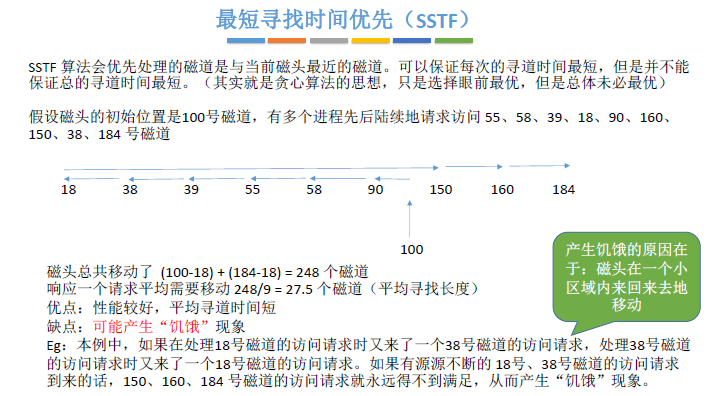 最短寻找时间优先（SSTF）
SSTF 算法会优先处理的磁道是与当前磁头最近的磁道。可以保证每次的寻道时间最短，但是并不能
保证总的寻道时间最短。（其实就是贪心算法的思想，只是选择眼前最优，但是总体未必最优）
假设磁头的初始位置是100号磁道，有多个进程先后陆续地请求访问 55、58、39、18、90、160、
150、38、184 号磁道
18 38 39 55 58 90 150 160 184
100
产生饥饿的原因在
于：磁头在一个小
区域内来回来去地
移动
磁头总共移动了 (100-18) + (184-18) = 248 个磁道
响应一个请求平均需要移动 248/9 = 27.5 个磁道（平均寻找长度）
优点：性能较好，平均寻道时间短
缺点：可能产生“饥饿”现象
Eg：本例中，如果在处理18号磁道的访问请求时又来了一个38号磁道的访问请求，处理38号磁道
的访问请求时又来了一个18号磁道的访问请求。如果有源源不断的 18号、38号磁道的访问请求
到来的话，150、160、184 号磁道的访问请求就永远得不到满足，从而产生“饥饿”现象。